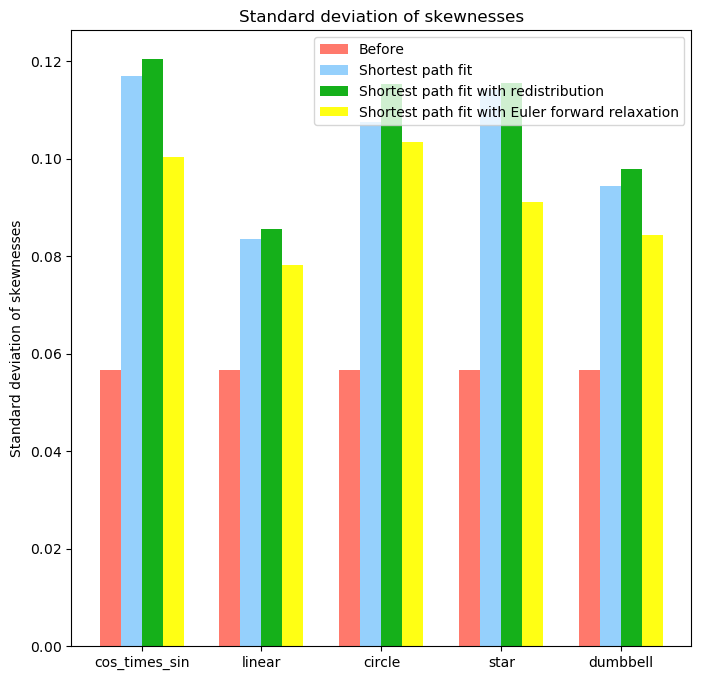 Standard deviation of skewnesses
Before
Shortest path fit
Shortest path fit with redistribution
Shortest path fit with Euler forward relaxation
Standard deviation of skewnesses
0.12
0.10
0.08
0.06
0.04
0.02
0.00
cos_times_sin linear circle star dumbbell